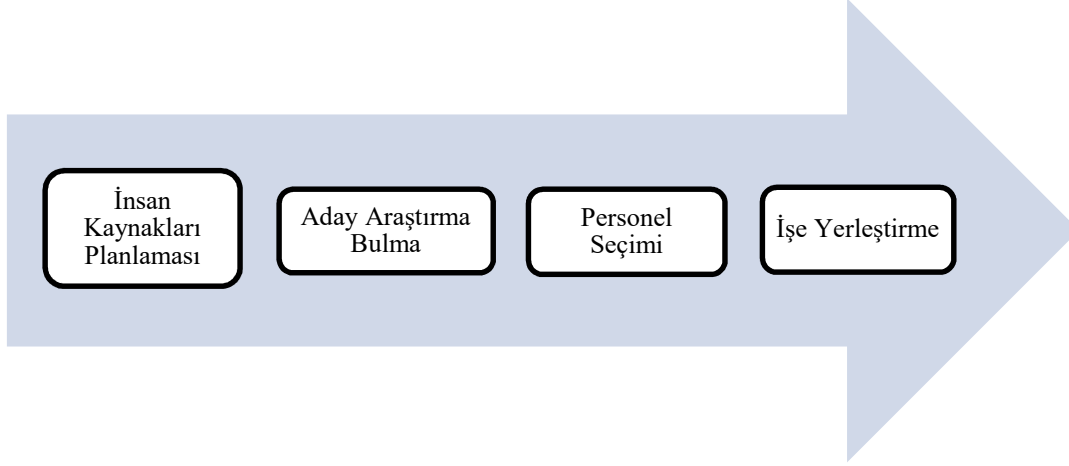 İnsan
Kaynakları
Planlaması
Aday Araştırma
Bulma
Personel
Seçimi
İşe Yerleştirme